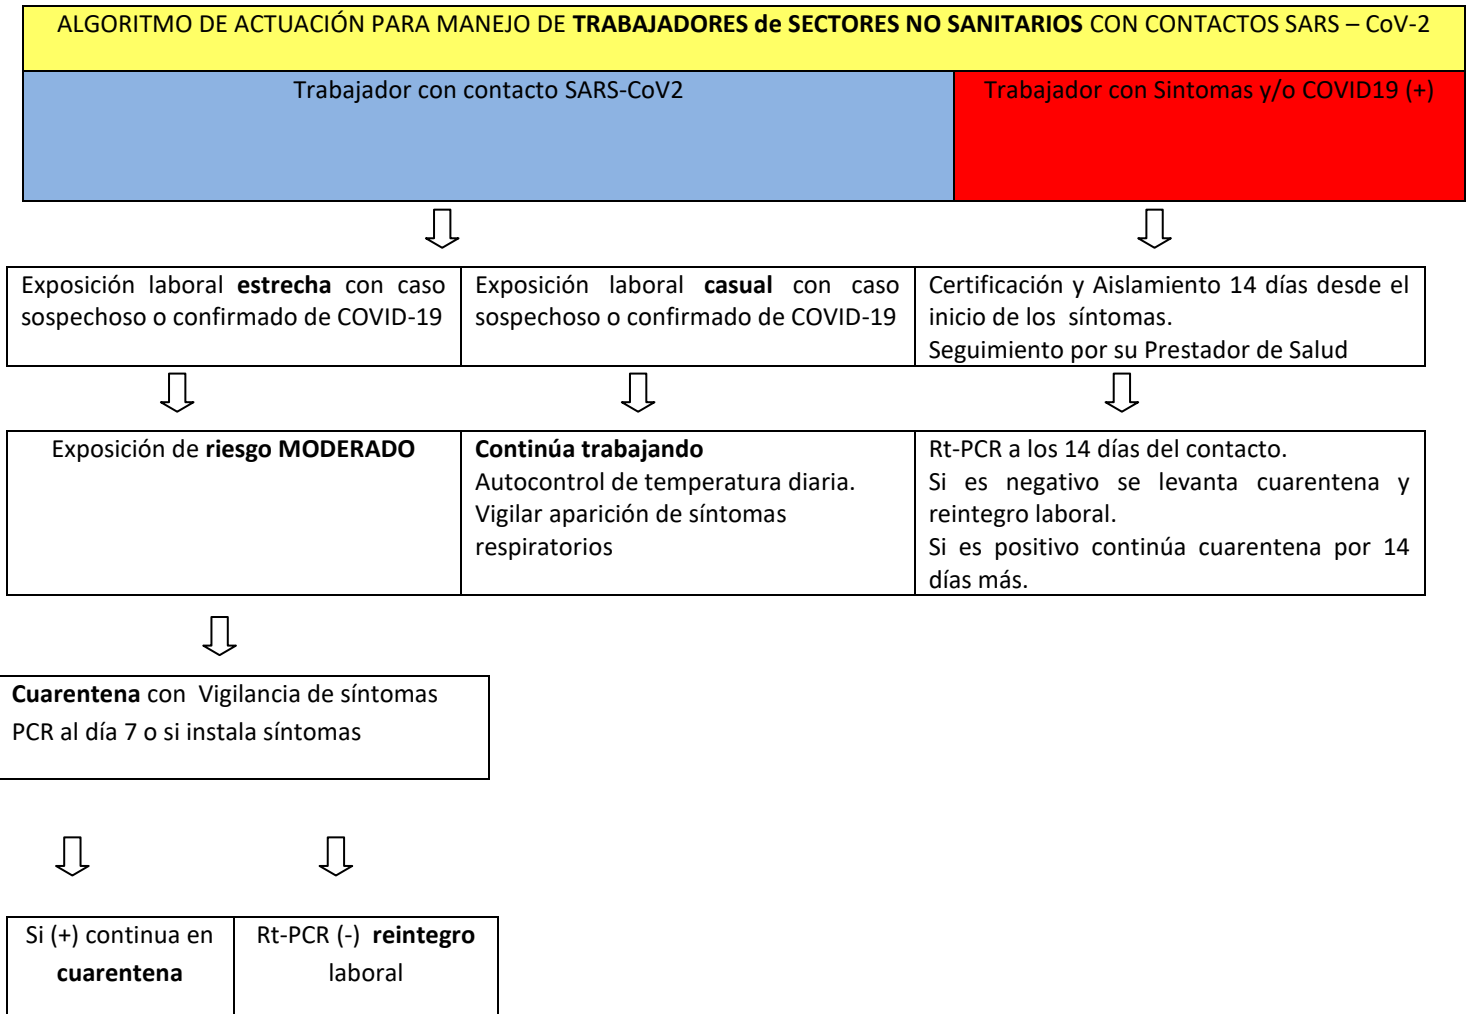 ALGORITMO DE ACTUACIÓN PARA MANEJO DE TRABAJADORES de SECTORES NO SANITARIOS CON CONTACTOS SARS – CoV-2
Trabajador con contacto SARS-CoV2
Trabajador con Sintomas y/o COVID19 (+)
Exposición laboral estrecha con caso
sospechoso o confirmado de COVID-19
Exposición laboral casual con caso
sospechoso o confirmado de COVID-19
Certificación y Aislamiento 14 días desde el
inicio de los síntomas.
Seguimiento por su Prestador de Salud
Exposición de riesgo MODERADO
Continúa trabajando
Autocontrol de temperatura diaria.
Vigilar aparición de síntomas
respiratorios
Rt-PCR a los 14 días del contacto.
Si es negativo se levanta cuarentena y
reintegro laboral.
Si es positivo continúa cuarentena por 14
días más.
Cuarentena con Vigilancia de síntomas
PCR al día 7 o si instala síntomas
Si (+) continua en
cuarentena
Rt-PCR (-) reintegro
laboral